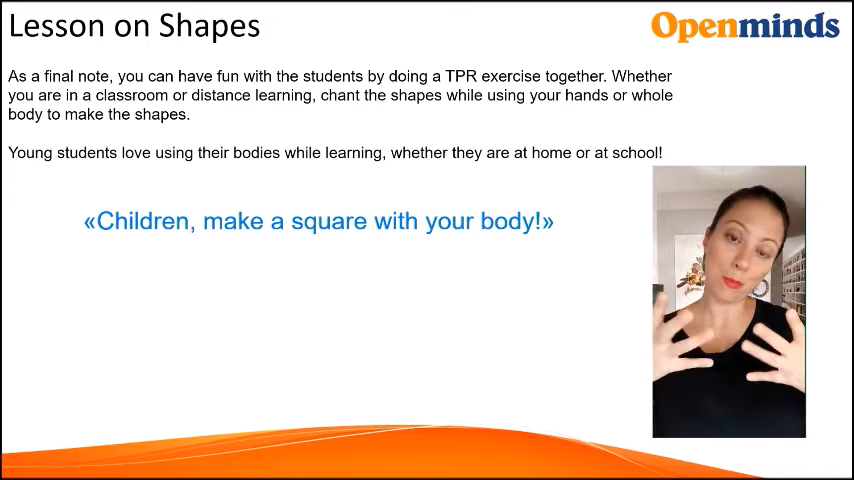 Lesson on Shapes
Openminds
As a final note, you can have fun with the students by doing a TPR exercise together. Whether
you are in a classroom or distance learning, chant the shapes while using your hands or whole
body to make the shapes.
Young students love using their bodies while learning, whether they are at home or at school!
«Children, make a square with your body!»